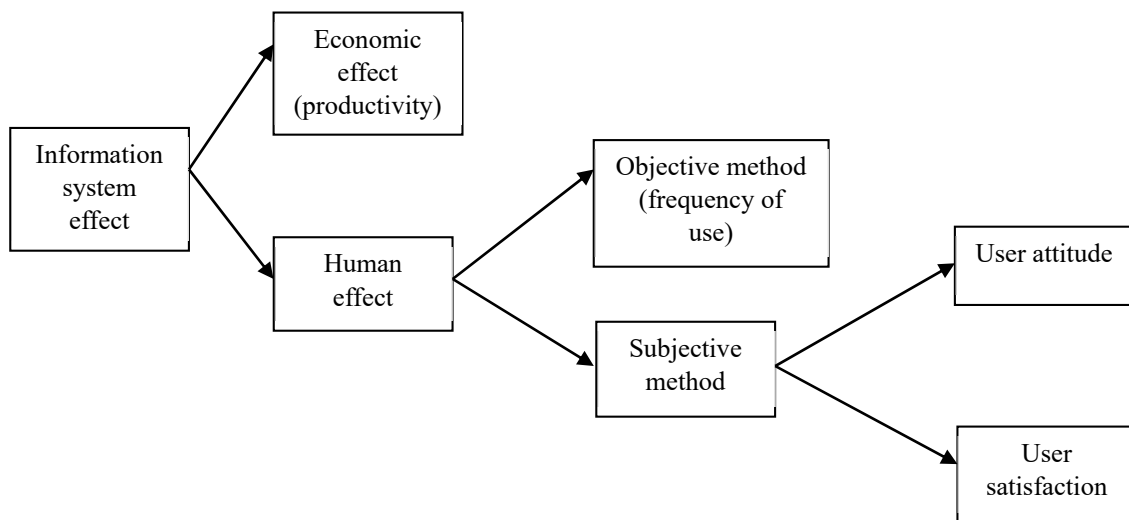 Economic
effect
(productivity)
Information
system
effect
Objective method
(frequency of
use)
Human
effect
User attitude
Subjective
method
User
satisfaction